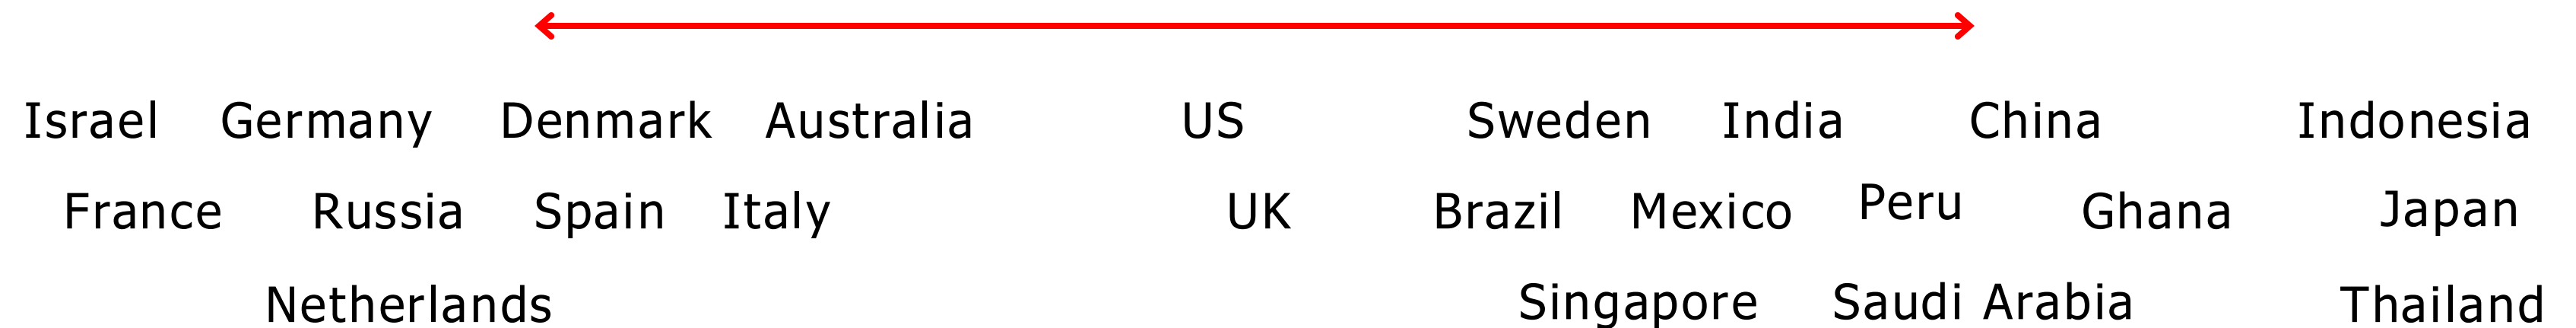 Israel Germany Denmark Australia US Sweden India China Indonesia
France Russia Spain Italy UK Brazil Mexico Peru Ghana Japan
Netherlands Singapore Saudi Arabia Thailand